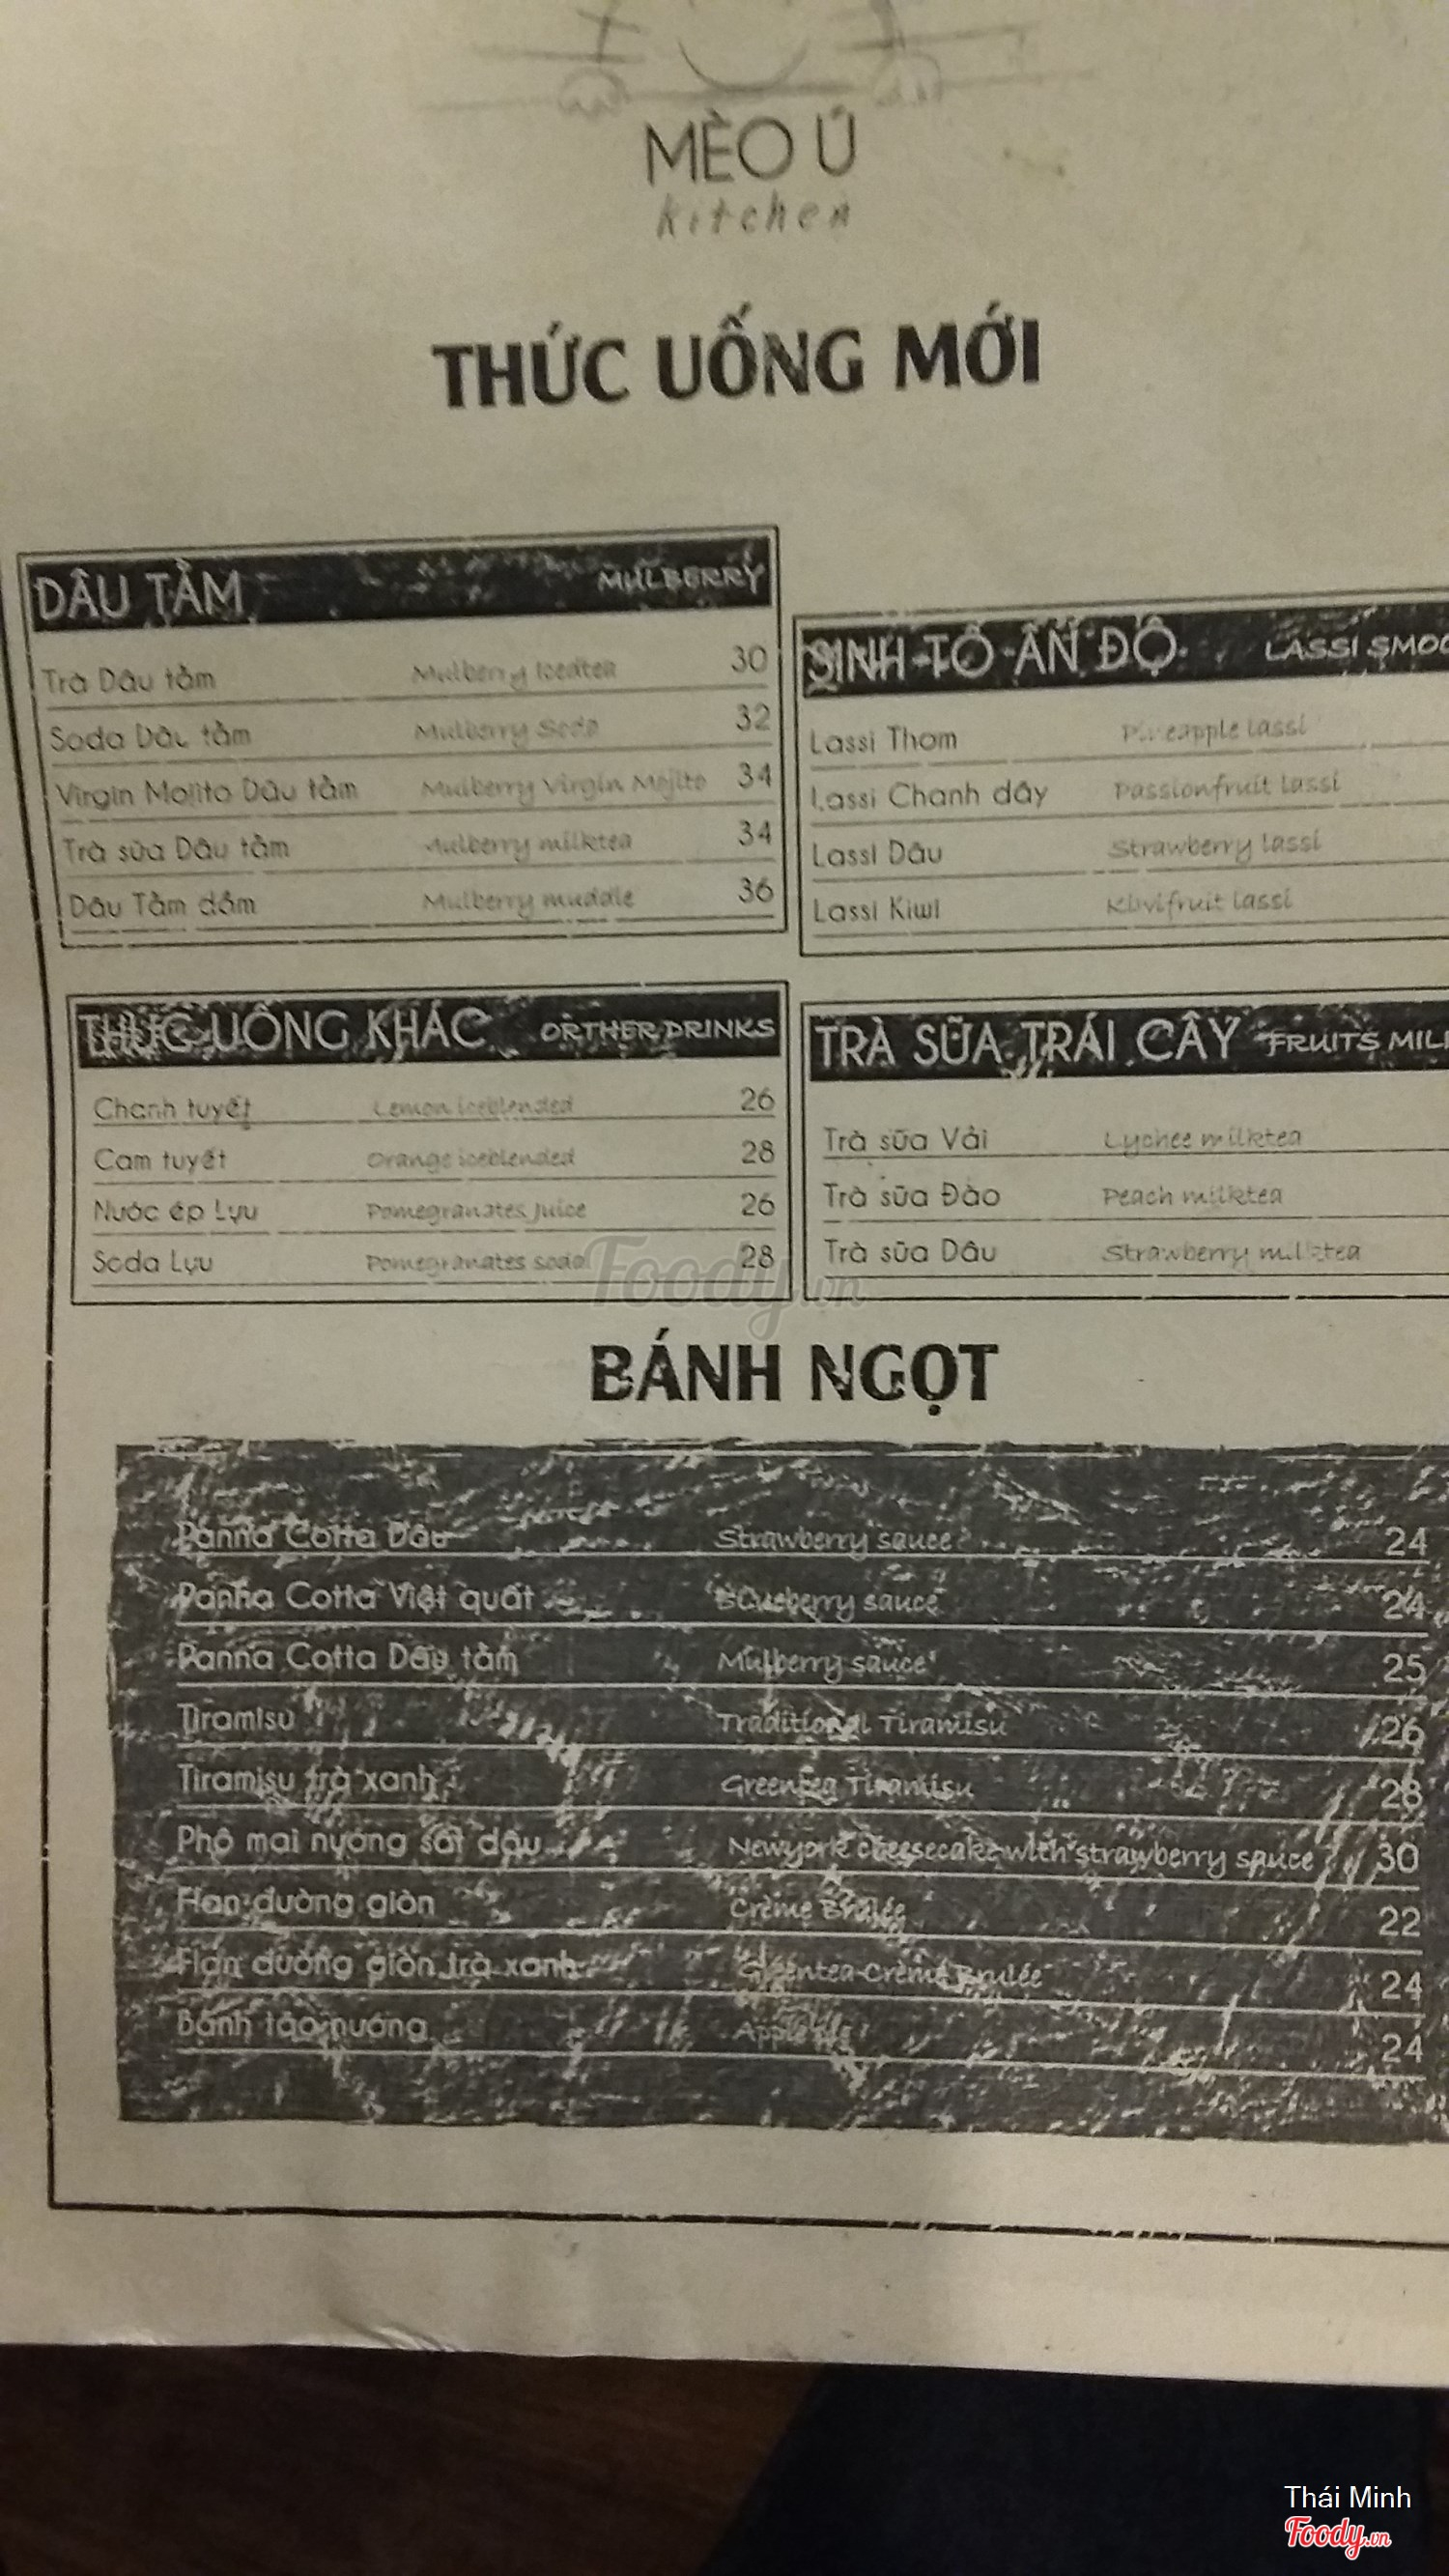 MÈO Ú
kitchen
THỨC UỐNG MỚI
DÂU TẰM MULBERRY
Trà Dâu tằm Mulberry Icedtea 30
Soda Dâu tằm Mulberry Soda 32
Virgin Mojito Dâu tằm Mulberry Virgin Mojito 34
Trà sữa Dâu tằm Mulberry milktea 34
Dâu Tằm dầm Mulberry muddle 36
SINH TỐ ẤN ĐỘ LASSI SMOO
Lassi Thơm Pineapple lassi
Lassi Chanh dây Passionfruit lassi
Lassi Dâu Strawberry lassi
Lassi Kiwi Kiwifruit lassi
THỨC UỐNG KHÁC ORTHER DRINKS
Chanh tuyết Lemon iceblended 26
Cam tuyết Orange iceblended 28
Nước ép Lựu Pomegranates Juice 26
Soda Lựu Pomegranates soda 28
TRÀ SỮA TRÁI CÂY FRUITS MIL
Trà sữa Vải Lychee milktea
Trà sữa Đào Peach milktea
Trà sữa Dâu Strawberry milktea
Foody.vn
BÁNH NGỌT
Panna Cotta Dâu Strawberry sauce 24
Panna Cotta Việt quất Blueberry sauce 24
Panna Cotta Dâu tằm Mulberry sauce 25
Tiramisu Traditional Tiramisu 26
Tiramisu trà xanh Greentea Tiramisu 28
Phô mai nướng sốt dâu Newyork cheesecake with strawberry sauce 30
Flan đường giòn Crème Brulée 22
Flan đường giòn trà xanh Greentea Crème Brulée 24
Bánh táo nướng Apple pie 24
Thái Minh
Foody.vn